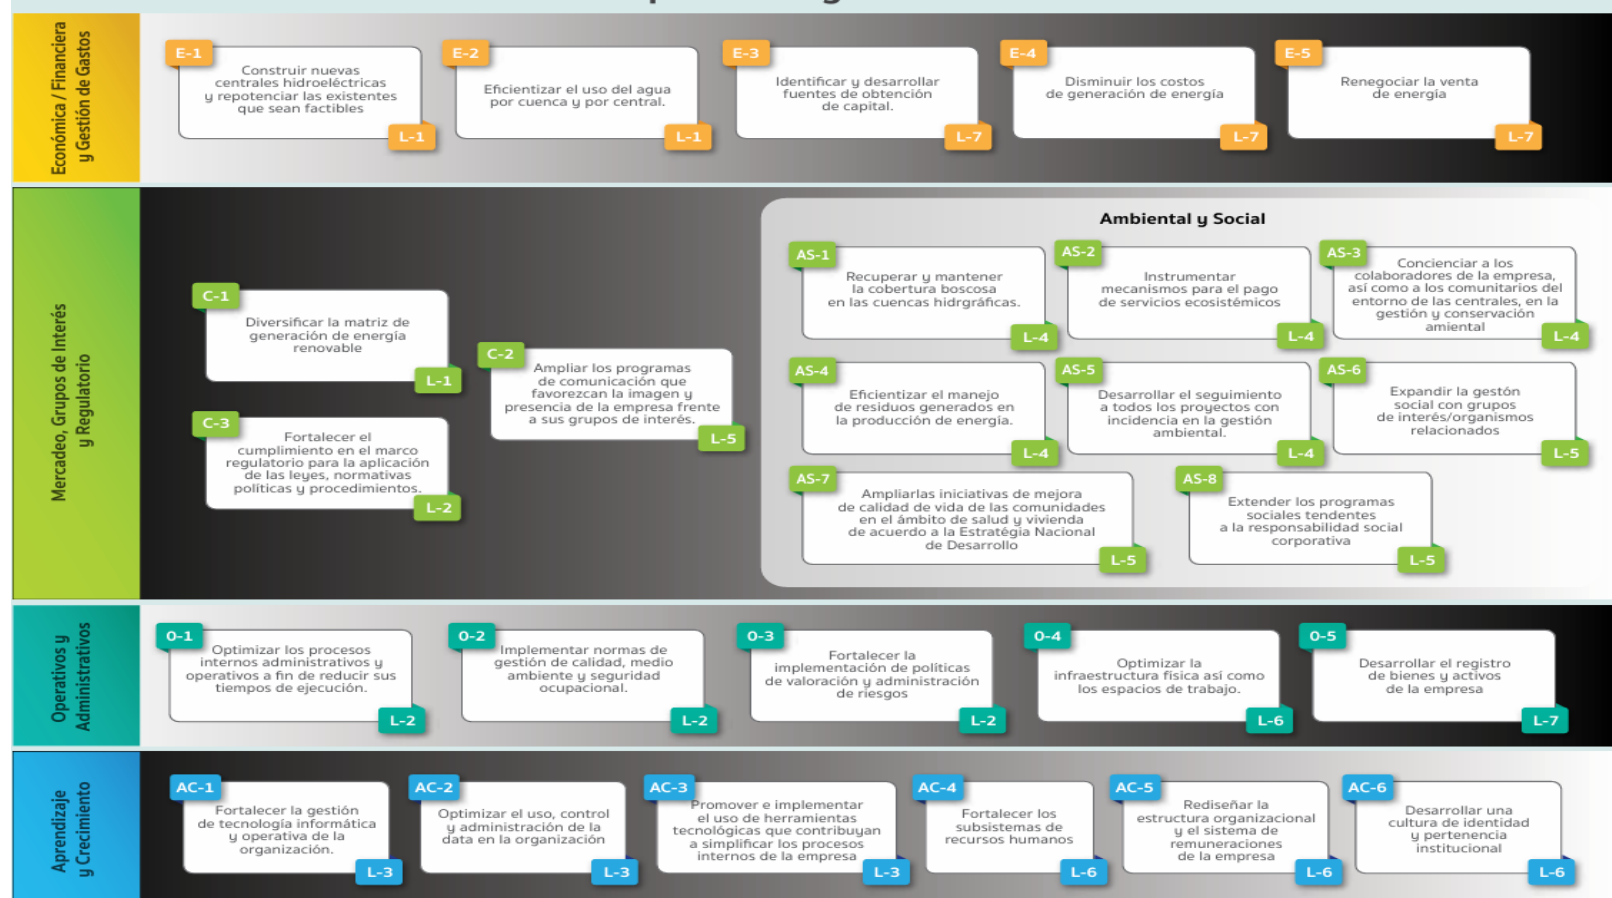 Económica / Financiera
y Gestión de Gastos
E-1
Construir nuevas
centrales hidroeléctricas
y repotenciar las existentes
que sean factibles
L-1
E-2
Eficientizar el uso del agua
por cuenca y por central.
L-1
E-3
Identificar y desarrollar
fuentes de obtención
de capital.
L-7
E-4
Disminuir los costos
de generación de energía
L-7
E-5
Renegociar la venta
de energía
L-7
Mercadeo, Grupos de Interés
y Regulatorio
C-1
Diversificar la matriz de
generación de energía
renovable
L-1
C-2
Ampliar los programas
de comunicación que
favorezcan la imagen y
presencia de la empresa frente
a sus grupos de interés.
L-5
C-3
Fortalecer el
cumplimiento en el marco
regulatorio para la aplicación
de las leyes, normativas
políticas y procedimientos.
L-2
Ambiental y Social
AS-1
Recuperar y mantener
la cobertura boscosa
en las cuencas hidrgráficas.
L-4
AS-2
Instrumentar
mecanismos para el pago
de servicios ecosistémicos
L-4
AS-3
Concienciar a los
colaboradores de la empresa,
así como a los comunitarios del
entorno de las centrales, en la
gestión y conservación
amiental
L-4
AS-4
Eficientizar el manejo
de residuos generados en
la producción de energía.
L-4
AS-5
Desarrollar el seguimiento
a todos los proyectos con
incidencia en la gestión
ambiental.
L-4
AS-6
Expandir la gestón
social con grupos
de interés/organismos
relacionados
L-5
AS-7
Ampliarlas iniciativas de mejora
de calidad de vida de las comunidades
en el ámbito de salud y vivienda
de acuerdo a la Estratégia Nacional
de Desarrollo
L-5
AS-8
Extender los programas
sociales tendentes
a la responsabilidad social
corporativa
L-5
Operativos y
Administrativos
0-1
Optimizar los procesos
internos administrativos y
operativos a fin de reducir sus
tiempos de ejecución.
L-2
0-2
Implementar normas de
gestión de calidad, medio
ambiente y seguridad
ocupacional.
L-2
0-3
Fortalecer la
implementación de políticas
de valoración y administración
de riesgos
L-2
0-4
Optimizar la
infraestructura física así como
los espacios de trabajo.
L-6
0-5
Desarrollar el registro
de bienes y activos
de la empresa
L-7
Aprendizaje
y Crecimiento
AC-1
Fortalecer la gestión
de tecnología informática
y operativa de la
organización.
L-3
AC-2
Optimizar el uso, control
y administración de la
data en la organización
L-3
AC-3
Promover e implementar
el uso de herramientas
tecnológicas que contribuyan
a simplificar los procesos
internos de la empresa
L-3
AC-4
Fortalecer los
subsistemas de
recursos humanos
L-6
AC-5
Rediseñar la
estructura organizacional
y el sistema de
remuneraciones
de la empresa
L-6
AC-6
Desarrollar una
cultura de identidad
y pertenencia
institucional
L-6